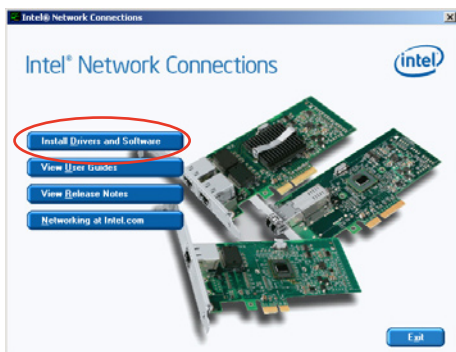 Intel® Network Connections
Intel® Network Connections
intel
Install Drivers and Software
View User Guides
View Release Notes
Networking at Intel.com
Exit